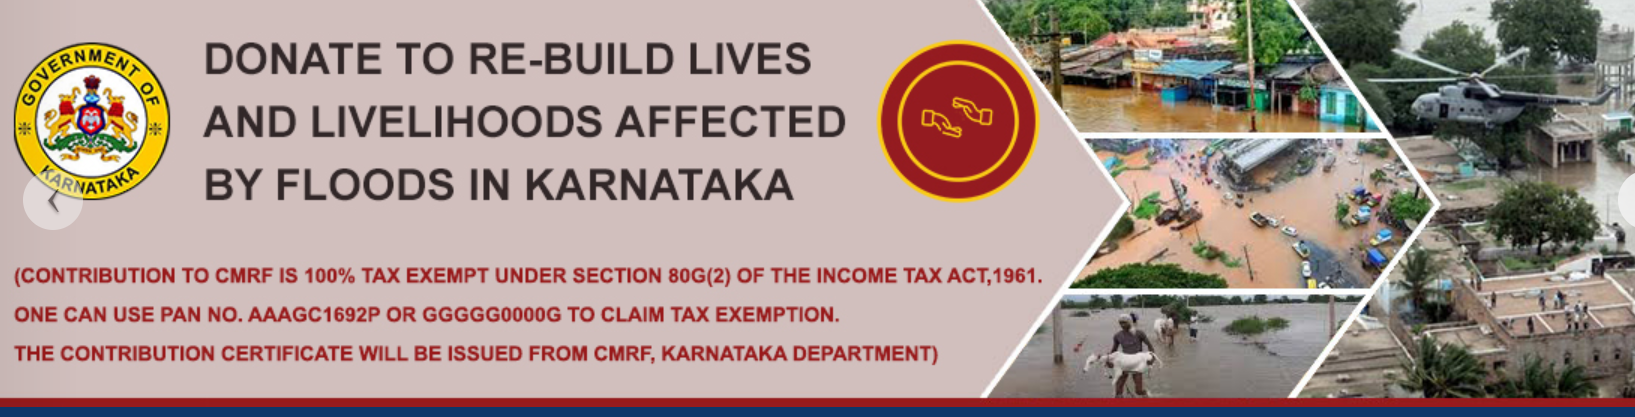 GOVERNMENT OF
KARNATAKA
DONATE TO RE-BUILD LIVES
AND LIVELIHOODS AFFECTED
BY FLOODS IN KARNATAKA
(CONTRIBUTION TO CMRF IS 100% TAX EXEMPT UNDER SECTION 80G(2) OF THE INCOME TAX ACT,1961.
ONE CAN USE PAN NO. AAAGC1692P OR GGGGG0000G TO CLAIM TAX EXEMPTION.
THE CONTRIBUTION CERTIFICATE WILL BE ISSUED FROM CMRF, KARNATAKA DEPARTMENT)